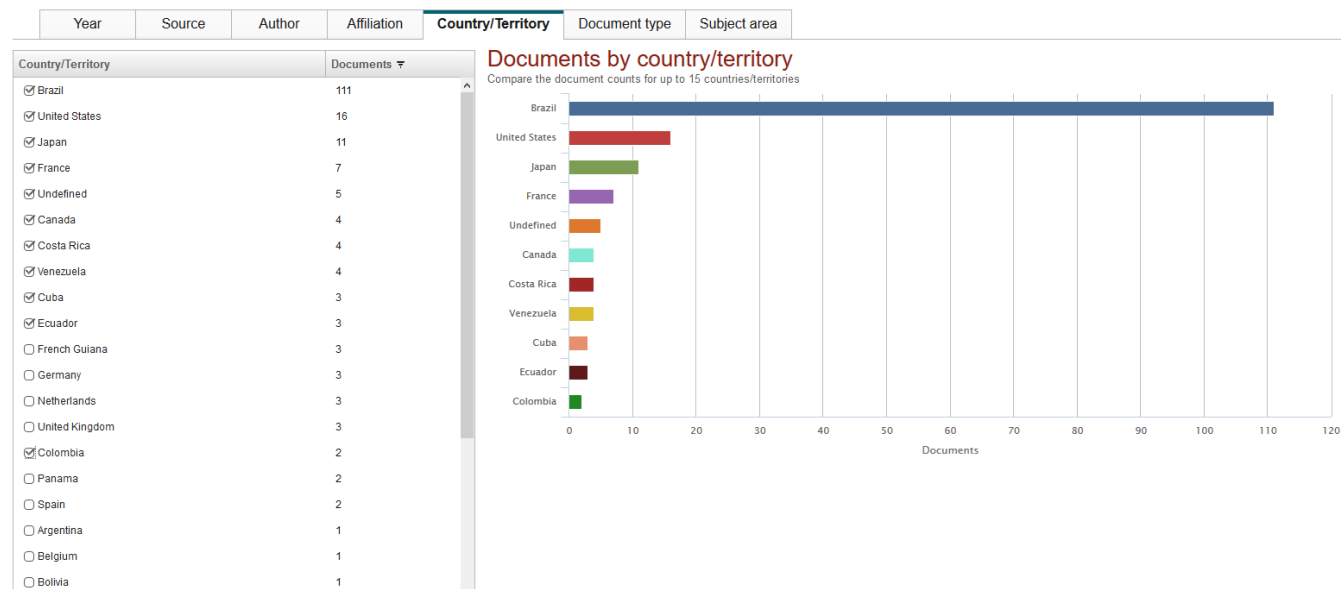 Year Source Author Affiliation Country/Territory Document type Subject area
Country/Territory Documents
Brazil 111
United States 16
Japan 11
France 7
Undefined 5
Canada 4
Costa Rica 4
Venezuela 4
Cuba 3
Ecuador 3
French Guiana 3
Germany 3
Netherlands 3
United Kingdom 3
Colombia 2
Panama 2
Spain 2
Argentina 1
Belgium 1
Bolivia 1
Documents by country/territory
Compare the document counts for up to 15 countries/territories
Brazil
United States
Japan
France
Undefined
Canada
Costa Rica
Venezuela
Cuba
Ecuador
Colombia
0 10 20 30 40 50 60 70 80 90 100 110 120
Documents